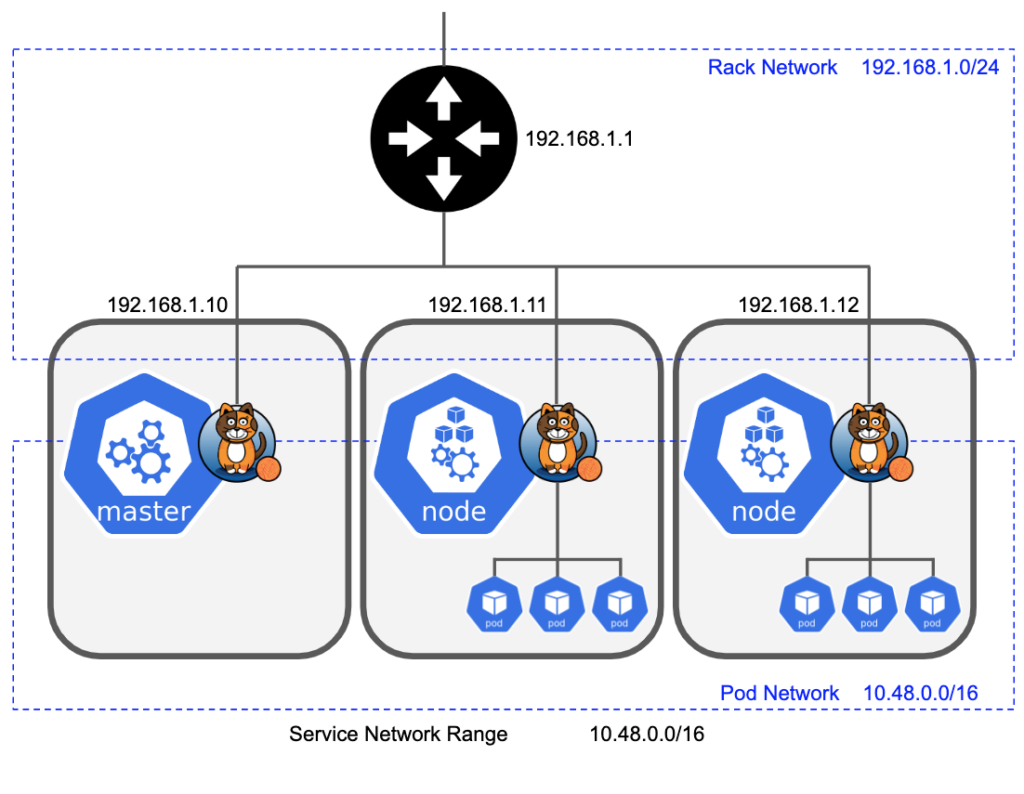 Rack Network 192.168.1.0/24
192.168.1.1
192.168.1.10
192.168.1.11
192.168.1.12
master
node
node
pod pod pod
pod pod pod
Pod Network 10.48.0.0/16
Service Network Range 10.48.0.0/16